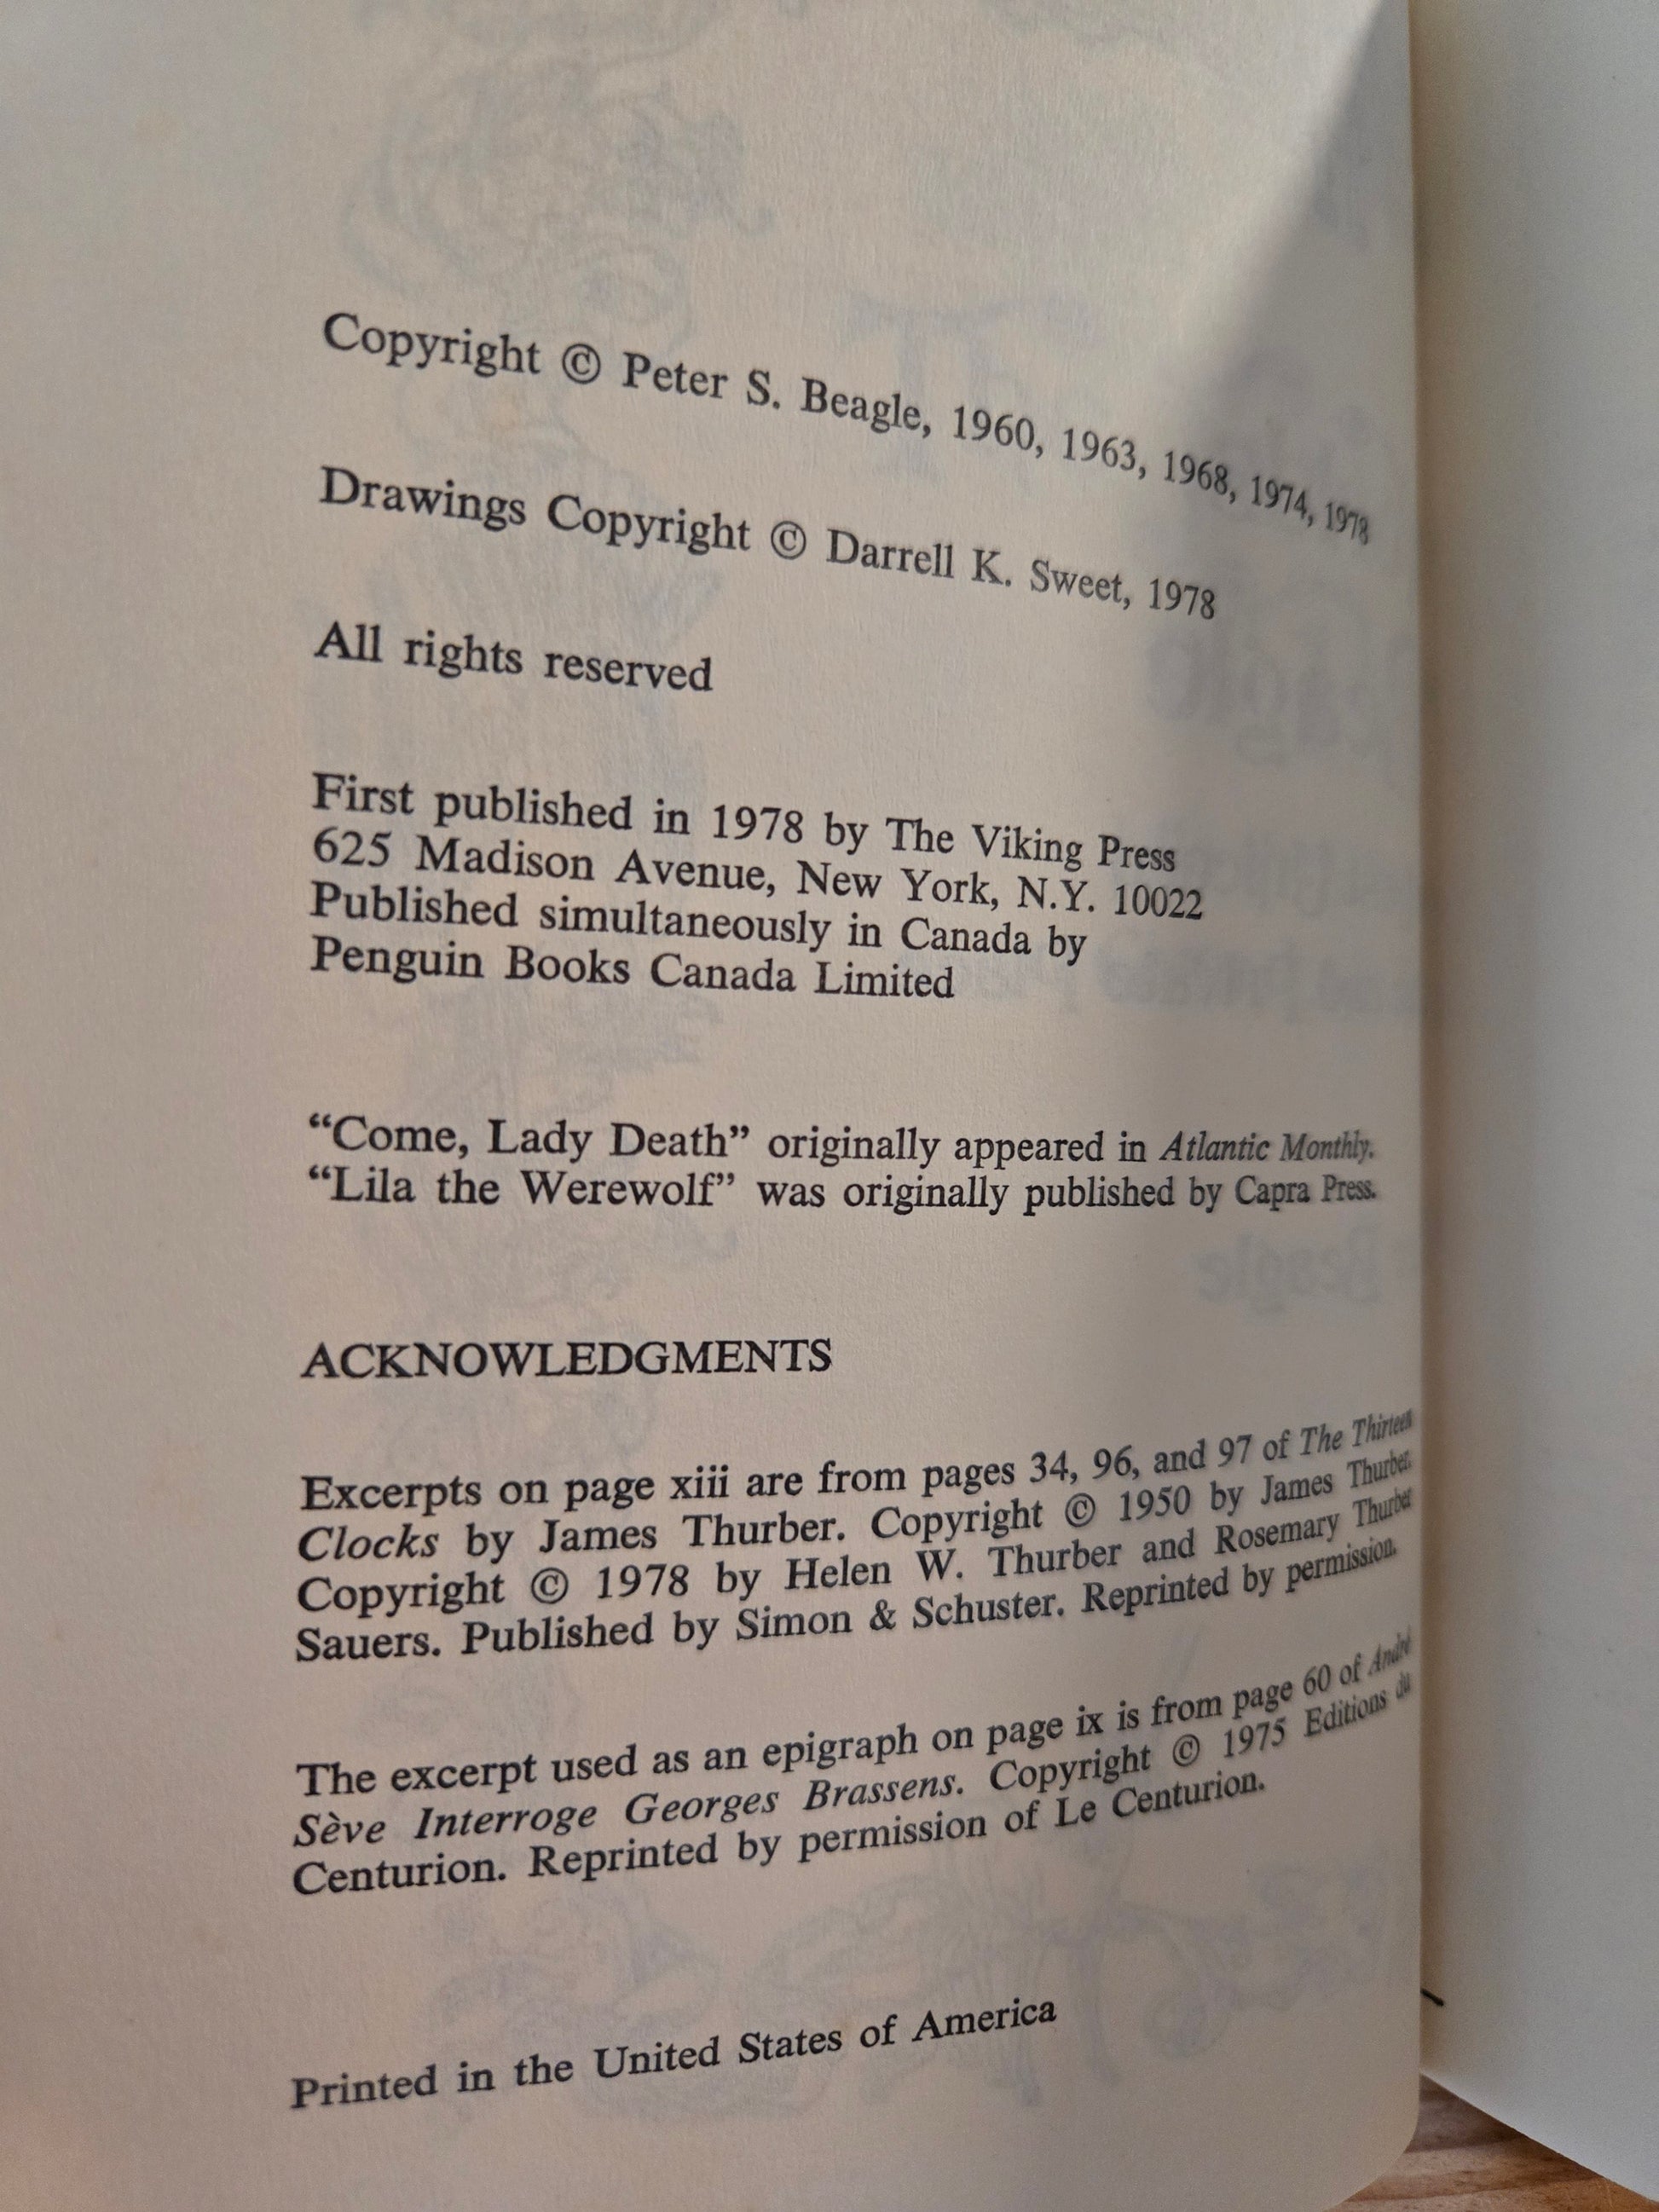 Copyright © Peter S. Beagle, 1960, 1963, 1968, 1974, 1978
Drawings Copyright © Darrell K. Sweet, 1978
All rights reserved
First published in 1978 by The Viking Press
625 Madison Avenue, New York, N.Y. 10022
Published simultaneously in Canada by
Penguin Books Canada Limited
“Come, Lady Death” originally appeared in Atlantic Monthly.
“Lila the Werewolf” was originally published by Capra Press.
ACKNOWLEDGMENTS
Excerpts on page xiii are from pages 34, 96, and 97 of The Thirteen
Clocks by James Thurber. Copyright © 1950 by James Thurber.
Copyright © 1978 by Helen W. Thurber and Rosemary Thurber
Sauers. Published by Simon & Schuster. Reprinted by permission.
The excerpt used as an epigraph on page ix is from page 60 of André
Sève Interroge Georges Brassens. Copyright © 1975 Editions du
Centurion. Reprinted by permission of Le Centurion.
Printed in the United States of America